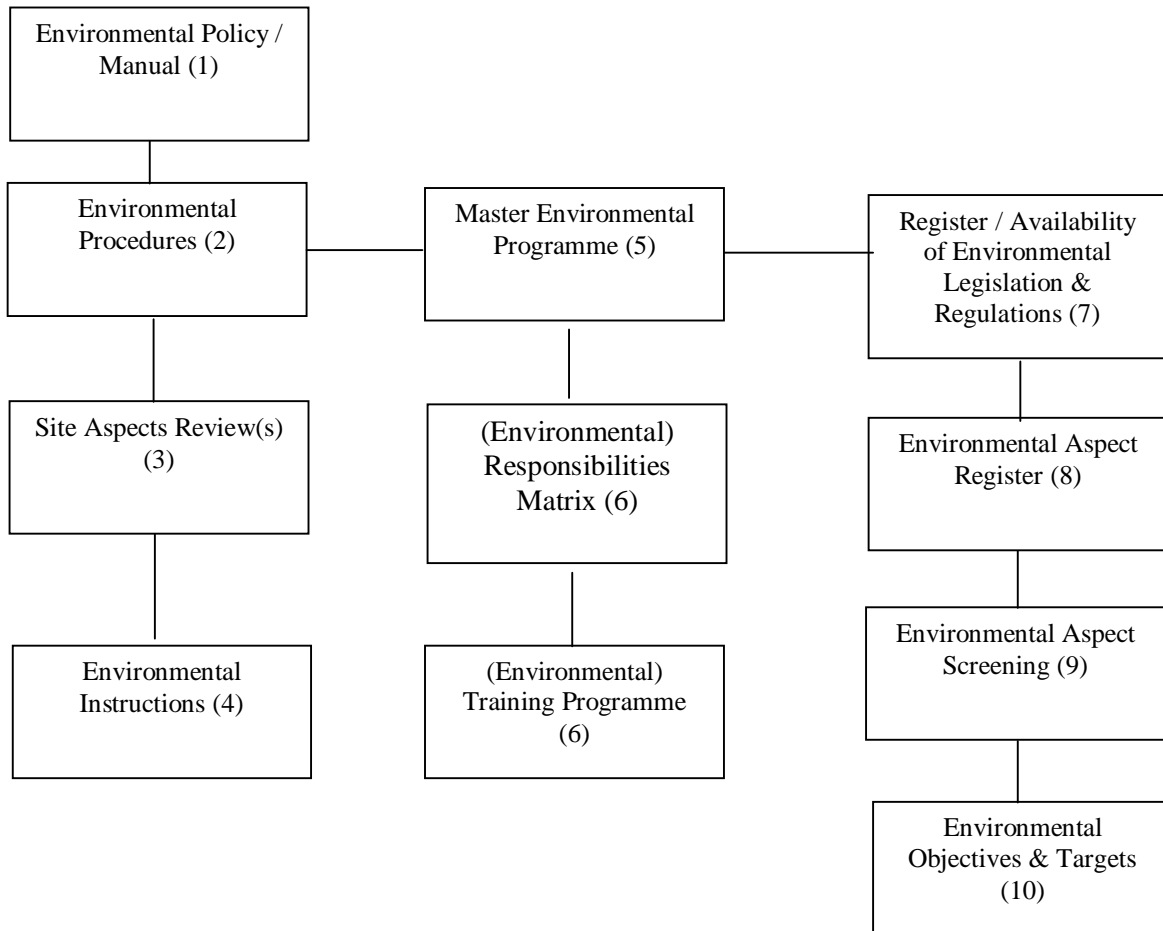 Environmental Policy /
Manual (1)
Environmental
Procedures (2)
Master Environmental
Programme (5)
Register / Availability
of Environmental
Legislation &
Regulations (7)
Site Aspects Review(s)
(3)
(Environmental)
Responsibilities
Matrix (6)
Environmental Aspect
Register (8)
Environmental
Instructions (4)
(Environmental)
Training Programme
(6)
Environmental Aspect
Screening (9)
Environmental
Objectives & Targets
(10)